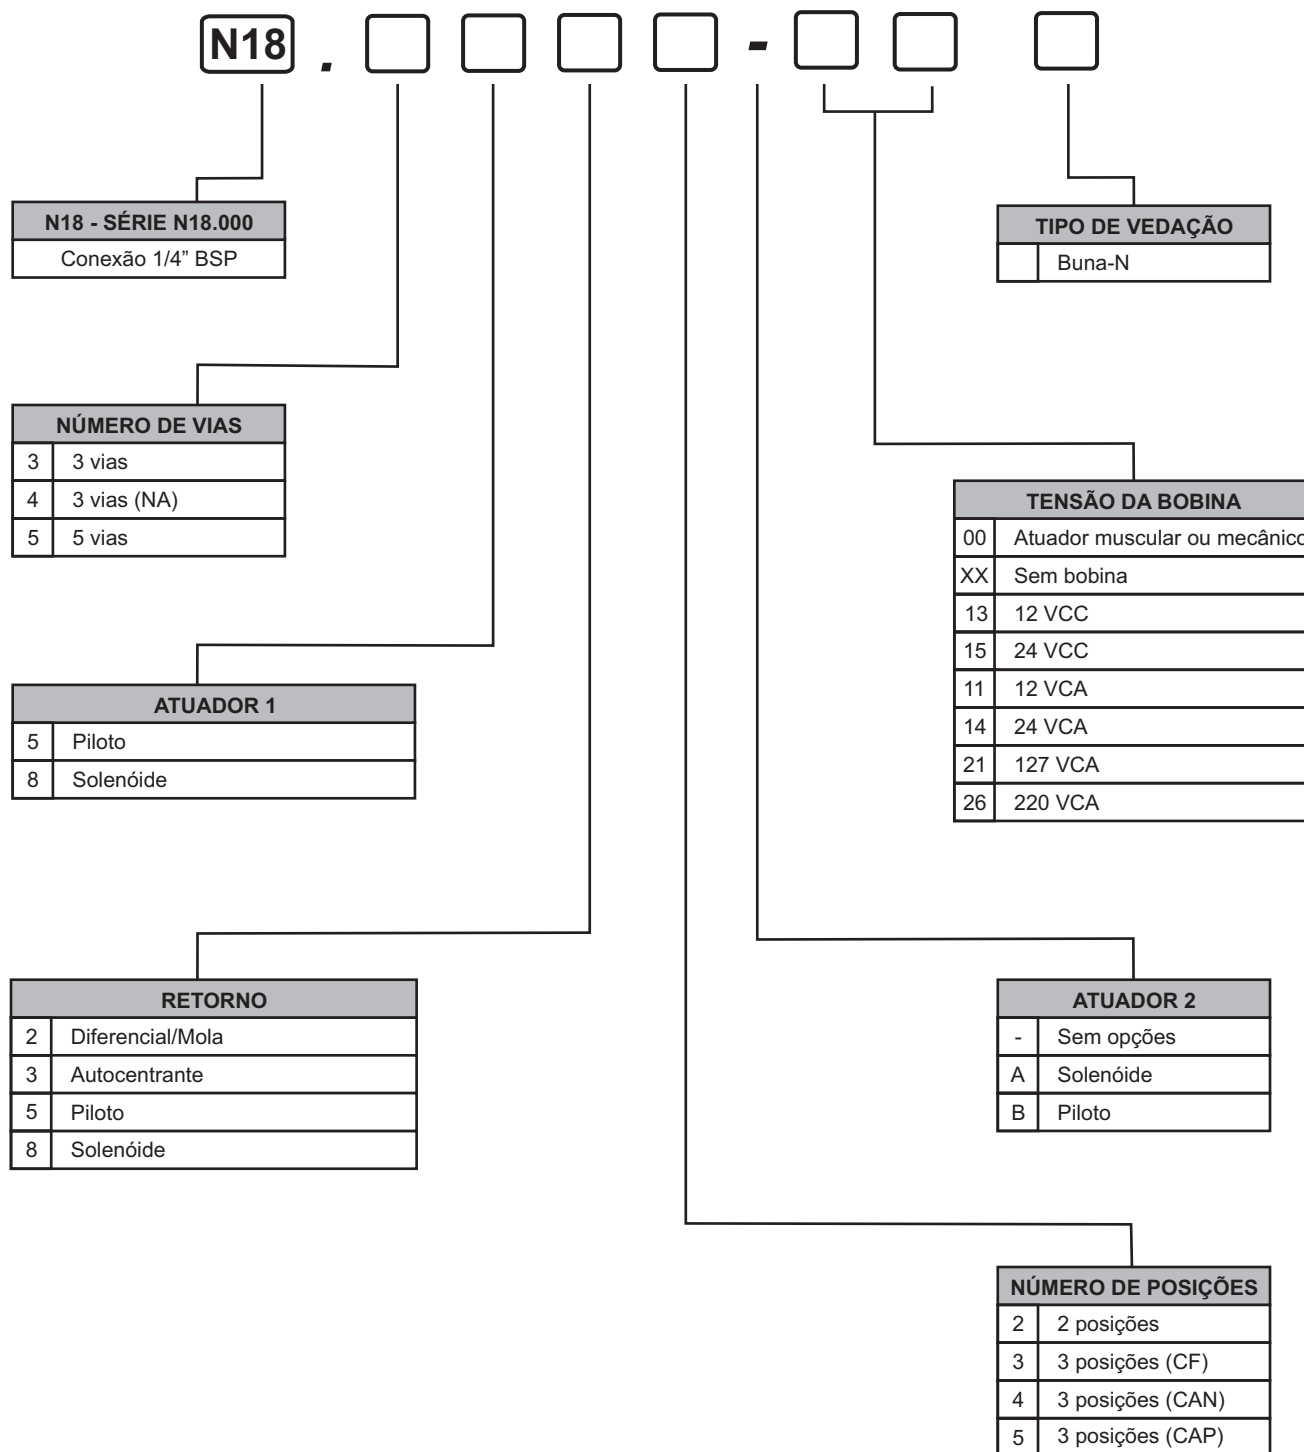 N18 . -
N18 - SÉRIE N18.000
Conexão 1/4” BSP
TIPO DE VEDAÇÃO
Buna-N
NÚMERO DE VIAS
3 3 vias
4 3 vias (NA)
5 5 vias
TENSÃO DA BOBINA
00 Atuador muscular ou mecânico
XX Sem bobina
13 12 VCC
15 24 VCC
11 12 VCA
14 24 VCA
21 127 VCA
26 220 VCA
ATUADOR 1
5 Piloto
8 Solenóide
RETORNO
2 Diferencial/Mola
3 Autocentrante
5 Piloto
8 Solenóide
ATUADOR 2
- Sem opções
A Solenóide
B Piloto
NÚMERO DE POSIÇÕES
2 2 posições
3 3 posições (CF)
4 3 posições (CAN)
5 3 posições (CAP)